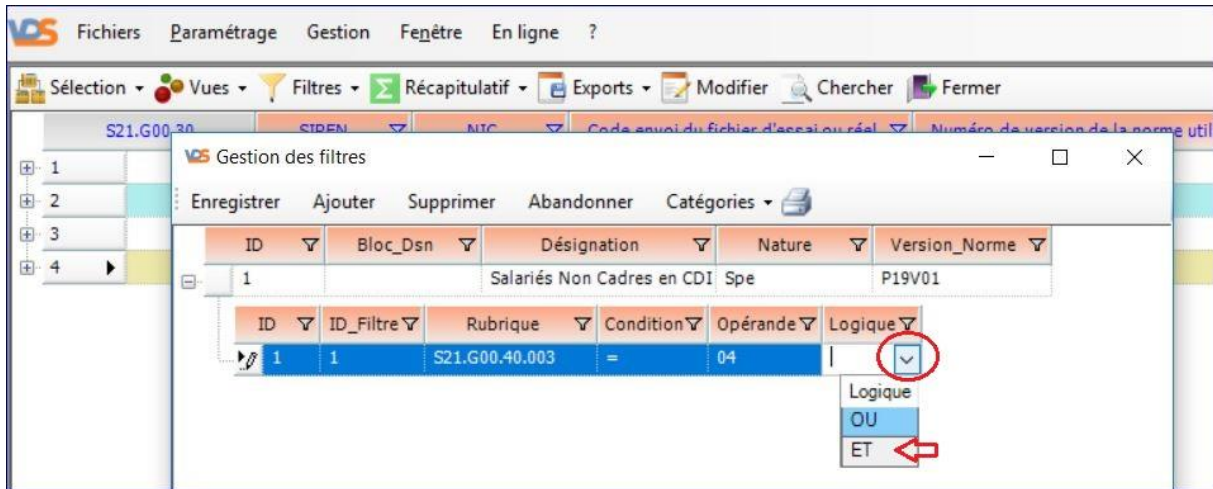 VDS Fichiers Paramétrage Gestion Fenêtre En ligne ?
Sélection Vues Filtres Récapitulatif Exports Modifier Chercher Fermer
S21.G00.30 SIREN NIC Code envoi du fichier d'essai ou réel Numéro de version de la norme util
1
2
3
4
VDS Gestion des filtres
Enregistrer Ajouter Supprimer Abandonner Catégories
ID Bloc_Dsn Désignation Nature Version_Norme
1 Salariés Non Cadres en CDI Spe P19V01
ID ID_Filtre Rubrique Condition Opérande Logique
1 1 S21.G00.40.003 = 04
Logique
OU
ET